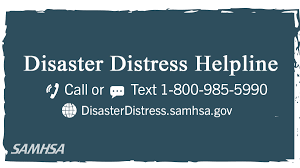 Disaster Distress Helpline
Call or Text 1-800-985-5990
DisasterDistress.samhsa.gov
SAMHSA